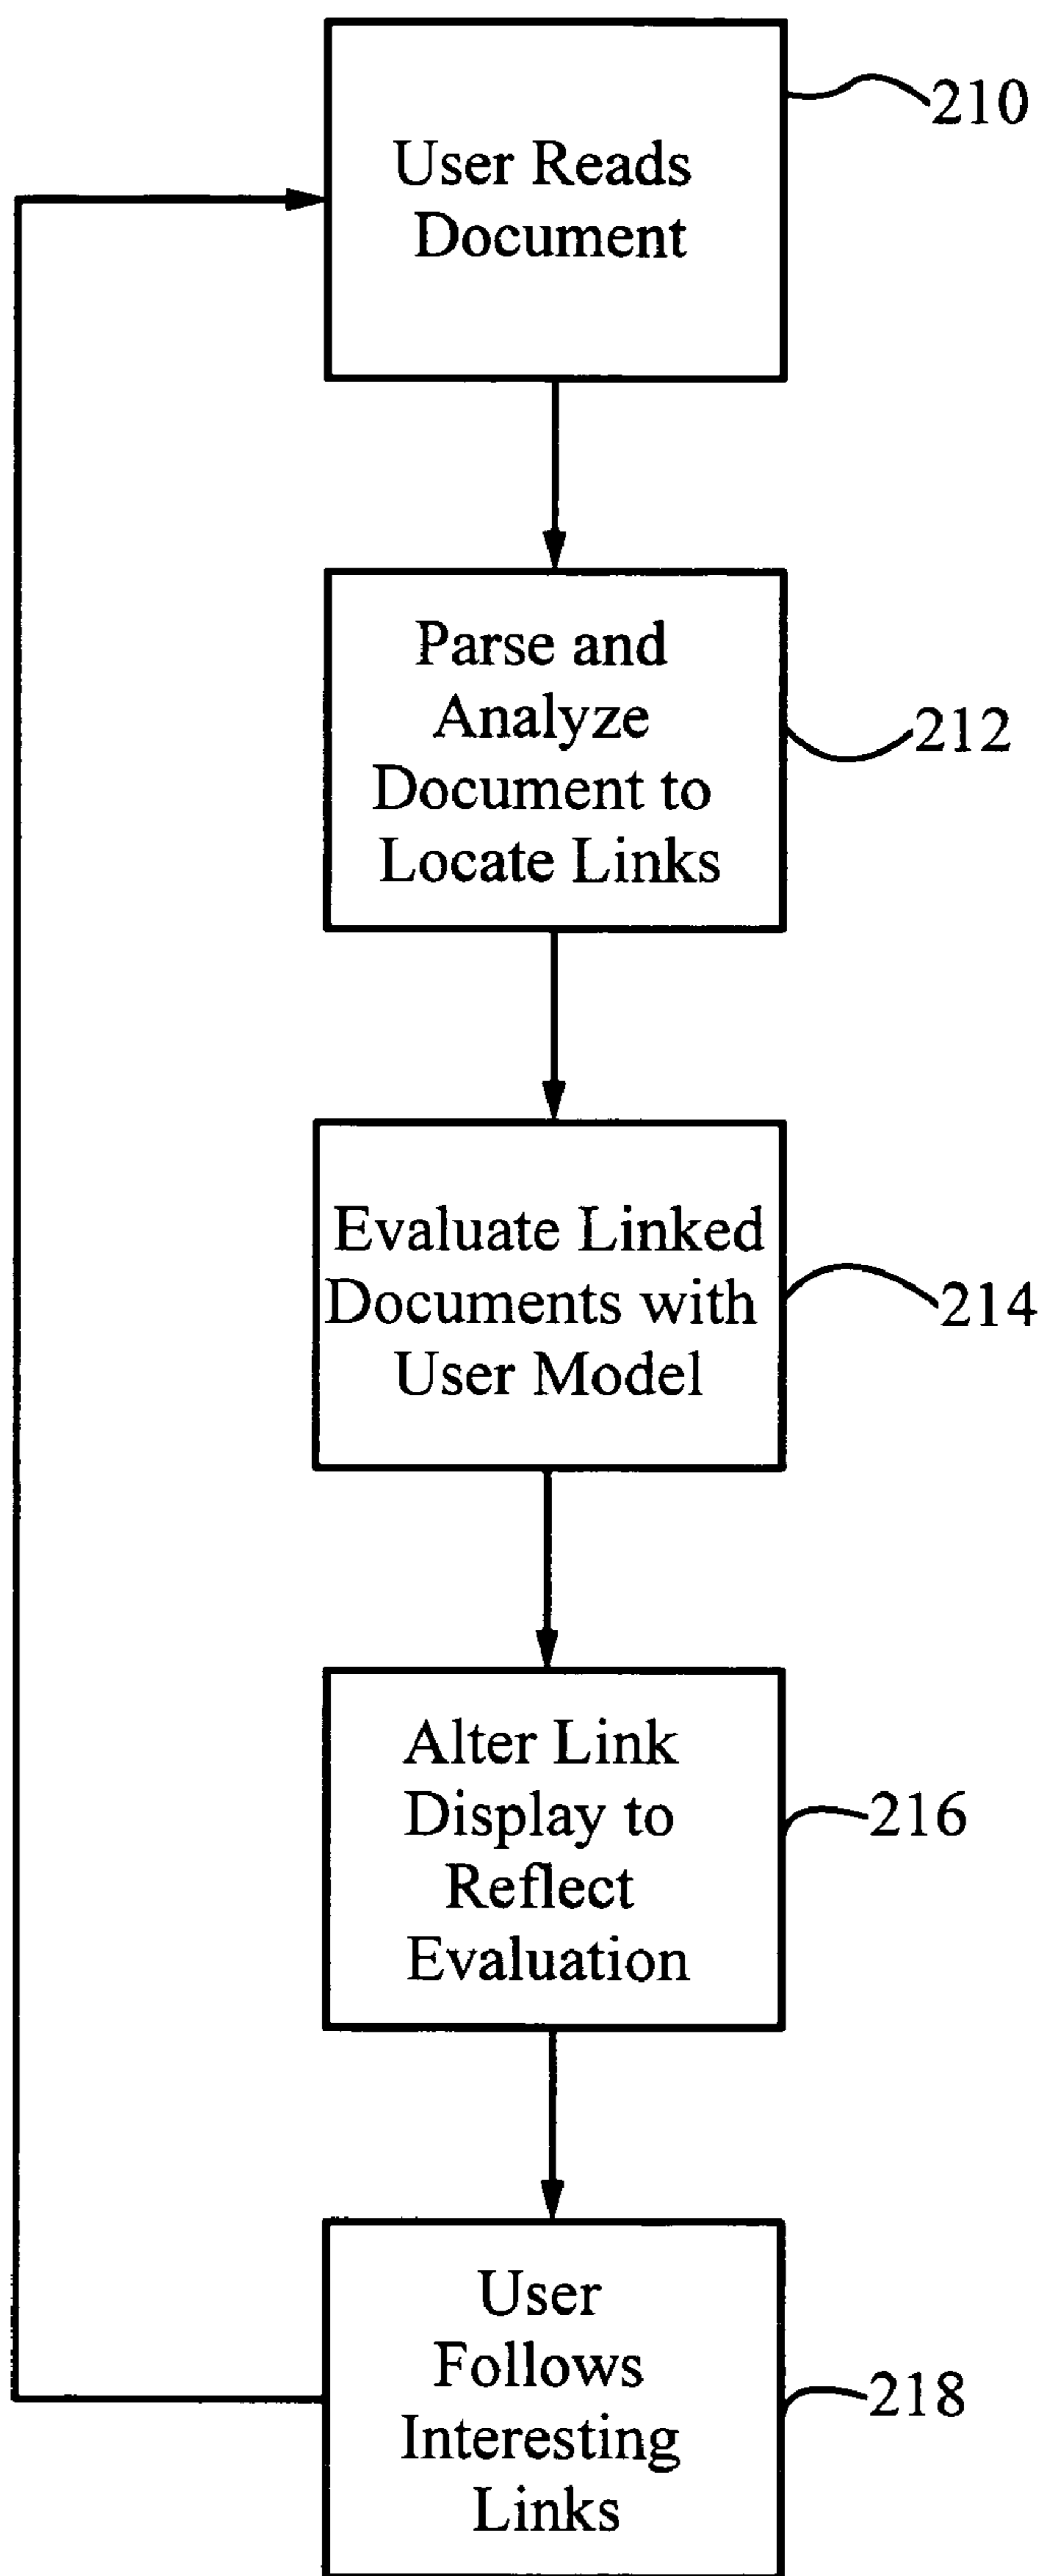 User Reads
Document
210
Parse and
Analyze
Document to
Locate Links
212
Evaluate Linked
Documents with
User Model
214
Alter Link
Display to
Reflect
Evaluation
216
User
Follows
Interesting
Links
218